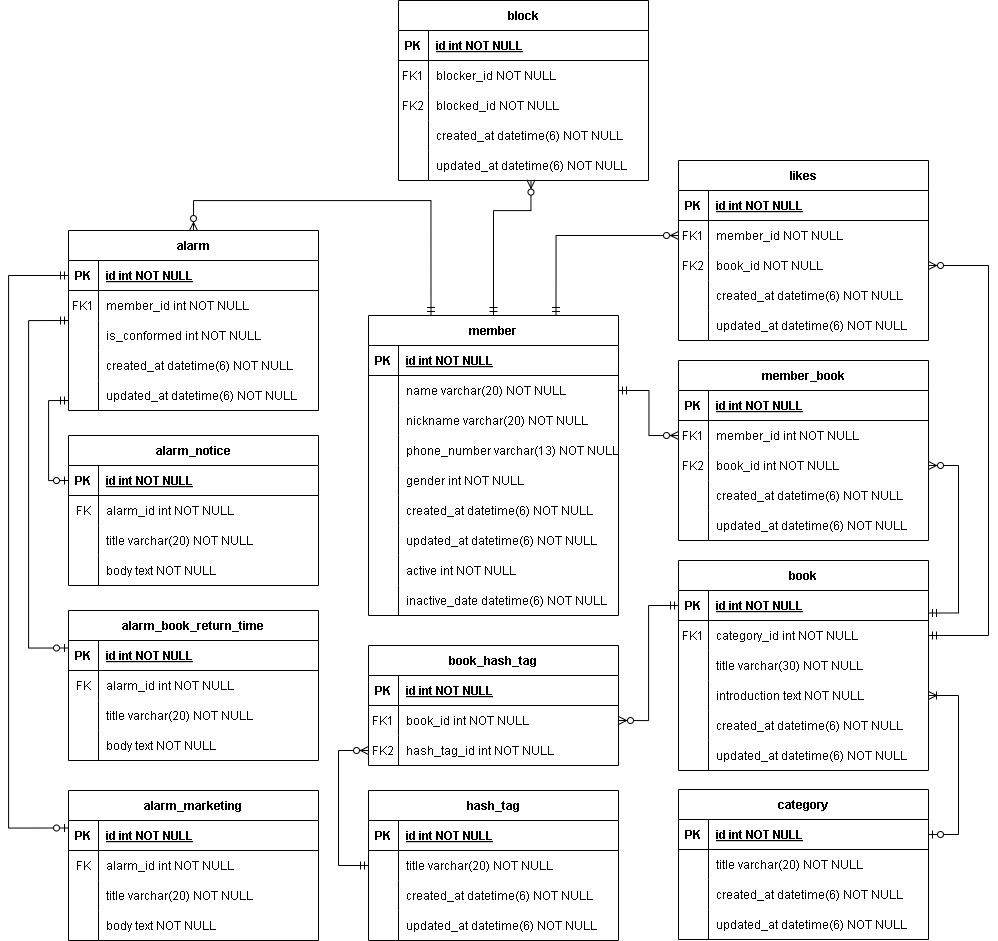 block
PK id int NOT NULL
FK1 blocker_id NOT NULL
FK2 blocked_id NOT NULL
created_at datetime(6) NOT NULL
updated_at datetime(6) NOT NULL
likes
PK id int NOT NULL
FK1 member_id NOT NULL
FK2 book_id NOT NULL
created_at datetime(6) NOT NULL
updated_at datetime(6) NOT NULL
alarm
PK id int NOT NULL
FK1 member_id int NOT NULL
is_conformed int NOT NULL
created_at datetime(6) NOT NULL
updated_at datetime(6) NOT NULL
member
PK id int NOT NULL
name varchar(20) NOT NULL
nickname varchar(20) NOT NULL
phone_number varchar(13) NOT NULL
gender int NOT NULL
created_at datetime(6) NOT NULL
updated_at datetime(6) NOT NULL
active int NOT NULL
inactive_date datetime(6) NOT NULL
member_book
PK id int NOT NULL
FK1 member_id int NOT NULL
FK2 book_id int NOT NULL
created_at datetime(6) NOT NULL
updated_at datetime(6) NOT NULL
alarm_notice
PK id int NOT NULL
FK alarm_id int NOT NULL
title varchar(20) NOT NULL
body text NOT NULL
book
PK id int NOT NULL
FK1 category_id int NOT NULL
title varchar(30) NOT NULL
introduction text NOT NULL
created_at datetime(6) NOT NULL
updated_at datetime(6) NOT NULL
alarm_book_return_time
PK id int NOT NULL
FK alarm_id int NOT NULL
title varchar(20) NOT NULL
body text NOT NULL
book_hash_tag
PK id int NOT NULL
FK1 book_id int NOT NULL
FK2 hash_tag_id int NOT NULL
alarm_marketing
PK id int NOT NULL
FK alarm_id int NOT NULL
title varchar(20) NOT NULL
body text NOT NULL
hash_tag
PK id int NOT NULL
title varchar(20) NOT NULL
created_at datetime(6) NOT NULL
updated_at datetime(6) NOT NULL
category
PK id int NOT NULL
title varchar(20) NOT NULL
created_at datetime(6) NOT NULL
updated_at datetime(6) NOT NULL